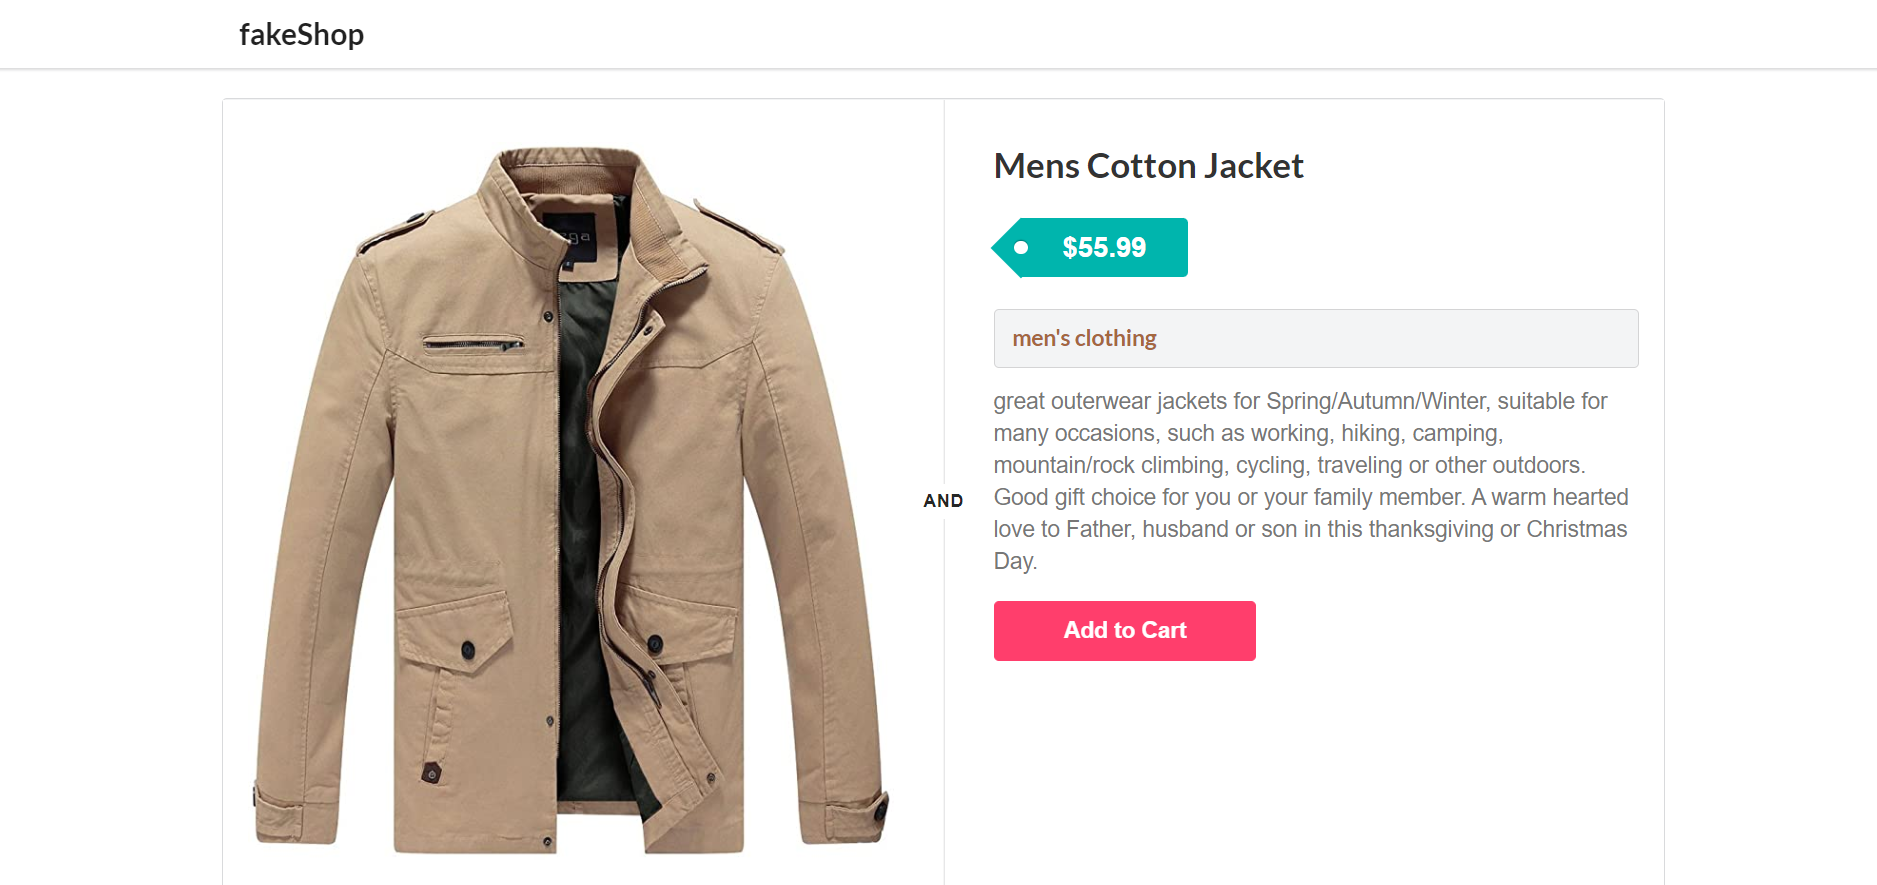 fakeShop
Mens Cotton Jacket
$55.99
men's clothing
great outerwear jackets for Spring/Autumn/Winter, suitable for
many occasions, such as working, hiking, camping,
mountain/rock climbing, cycling, traveling or other outdoors.
Good gift choice for you or your family member. A warm hearted
love to Father, husband or son in this thanksgiving or Christmas
Day.
AND
Add to Cart